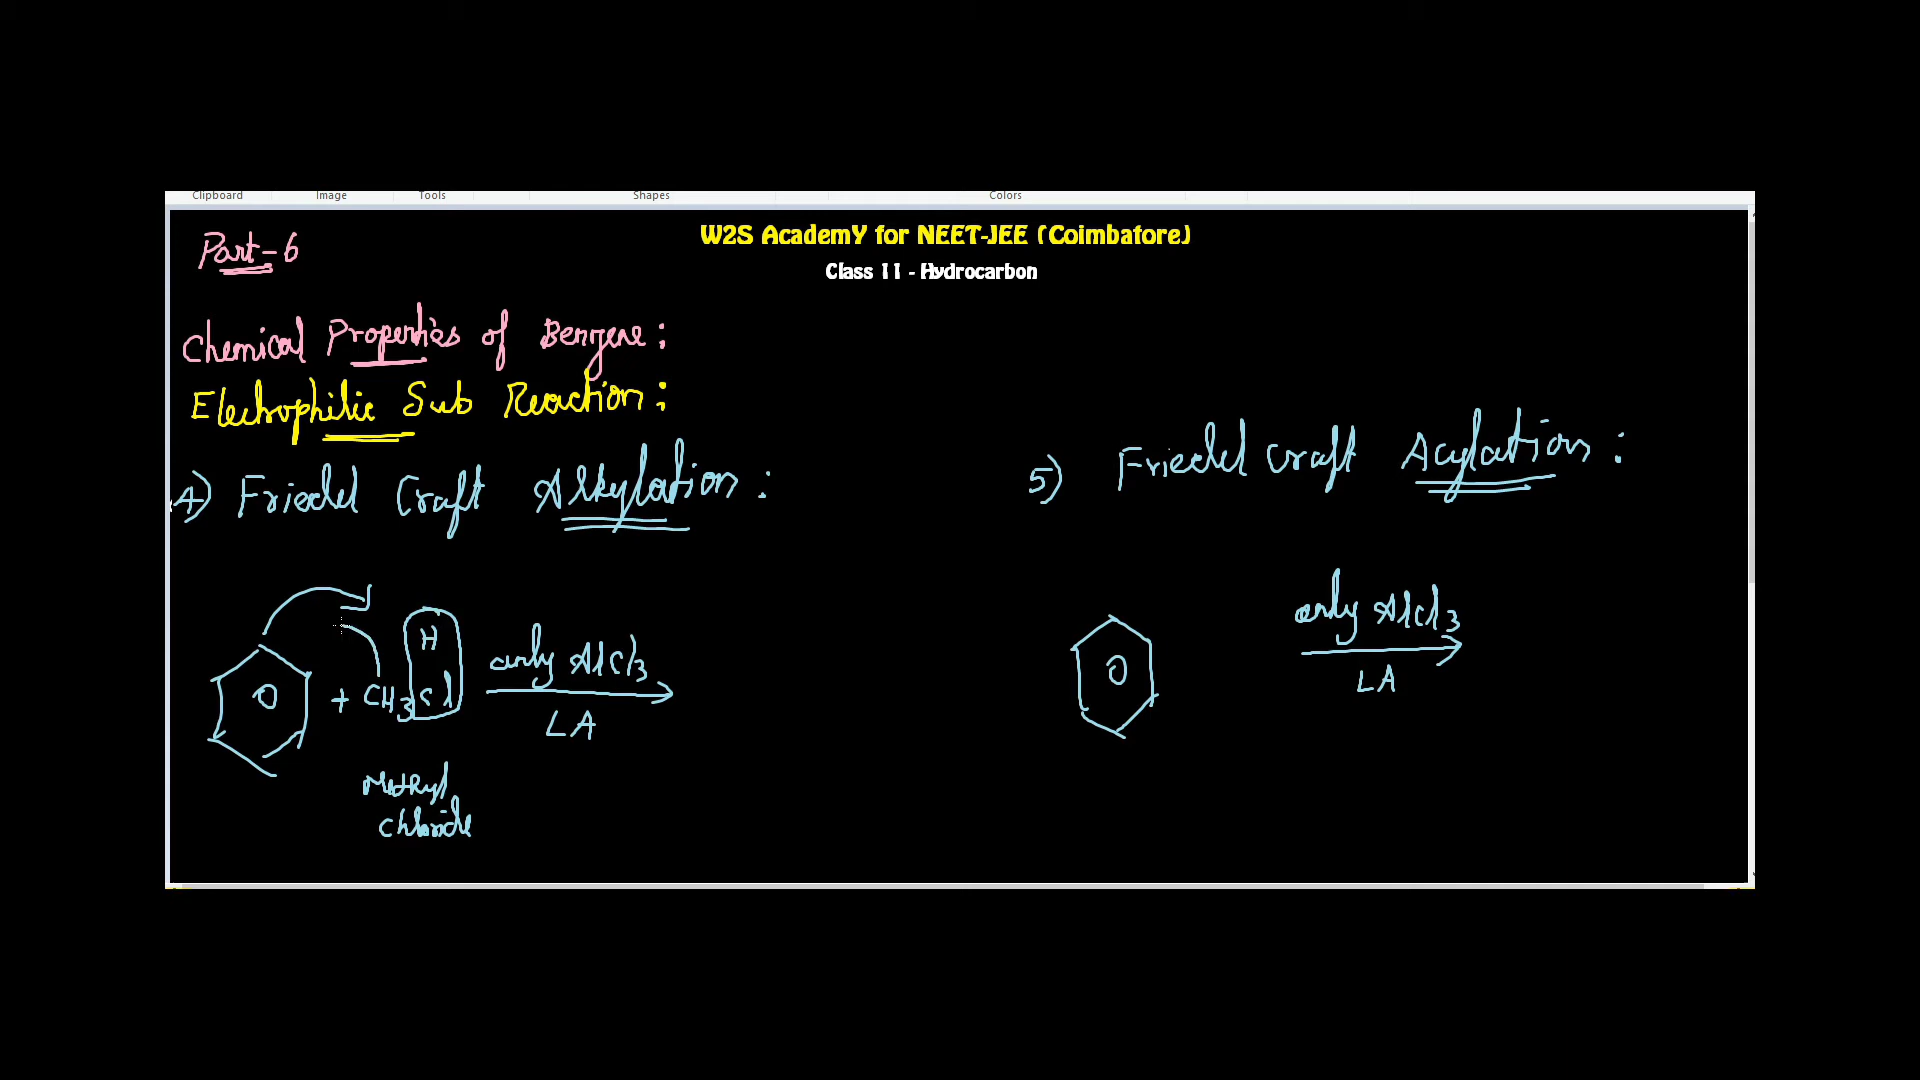 Clipboard Image Tools Shapes Colors
Part-6
W2S AcademY for NEET-JEE (Coimbatore)
Class 11 - Hydrocarbon
Chemical Properties of Benzene :
Electrophilic Sub Reaction :
4) Friedel Craft Alkylation :
5) Friedel Craft Acylation :
H
+ CH3Cl
anhy AlCl3
LA
Methyl
chloride
anhy AlCl3
LA